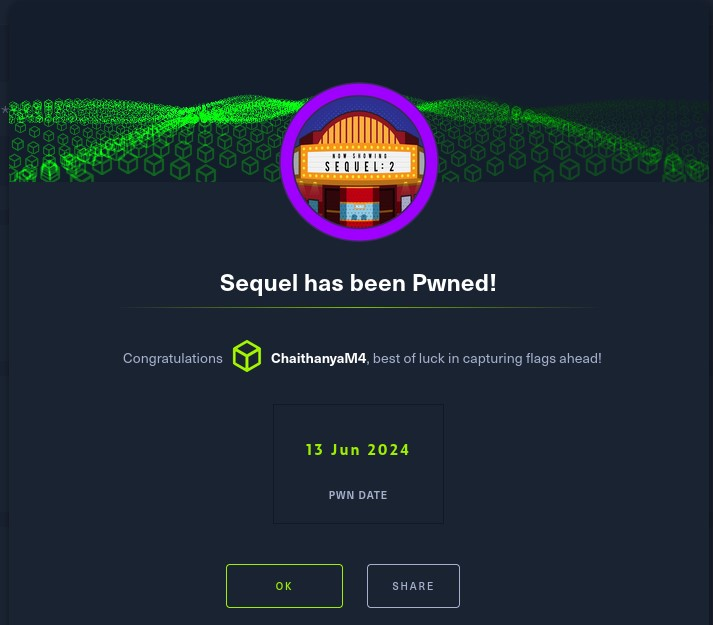 NOW SHOWING
SEQUEL:2
Sequel has been Pwned!
Congratulations ChaithanyaM4, best of luck in capturing flags ahead!
13 Jun 2024
PWN DATE
OK
SHARE